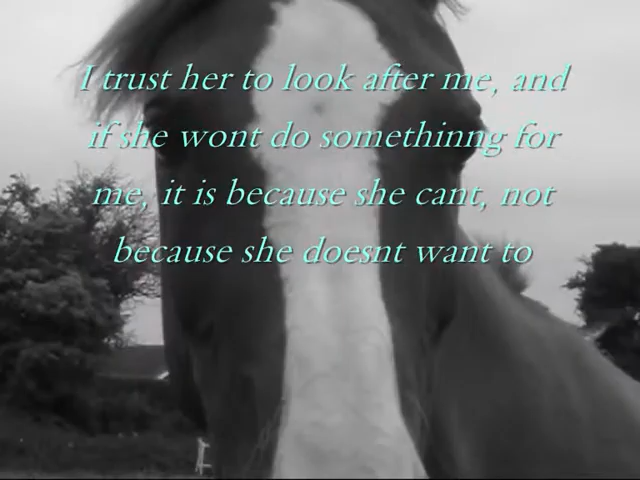 I trust her to look after me, and
if she wont do somethinng for
me, it is because she cant, not
because she doesnt want to